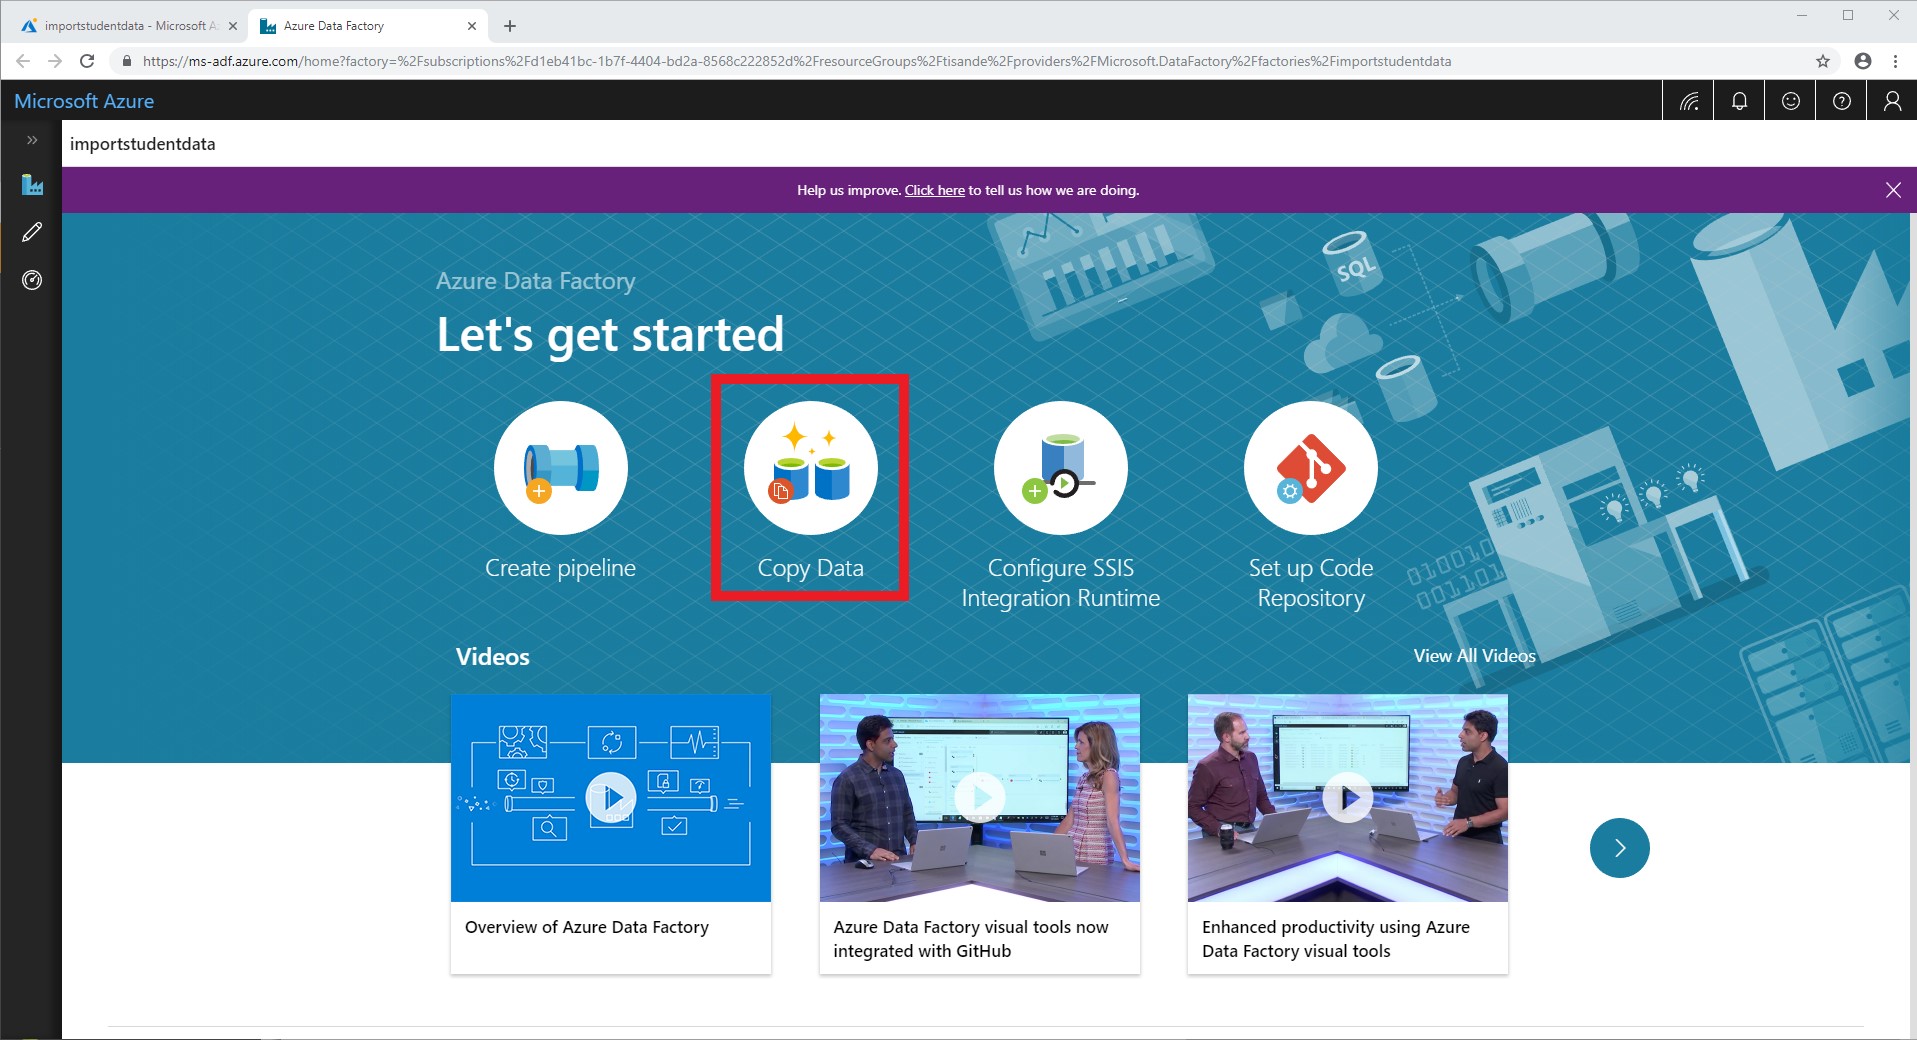 importstudentdata - Microsoft A
Azure Data Factory
https://ms-adf.azure.com/home?factory=%2Fsubscriptions%2Fd1eb41bc-1b7f-4404-bd2a-8568c222852d%2FresourceGroups%2Ftisande%2Fproviders%2FMicrosoft.DataFactory%2Ffactories%2Fimportstudentdata
Microsoft Azure
importstudentdata
Help us improve. Click here to tell us how we are doing.
Azure Data Factory
Let's get started
SQL
Create pipeline
Copy Data
Configure SSIS
Integration Runtime
Set up Code
Repository
010010
001101
Videos
View All Videos
Overview of Azure Data Factory
Azure Data Factory visual tools now
integrated with GitHub
Enhanced productivity using Azure
Data Factory visual tools